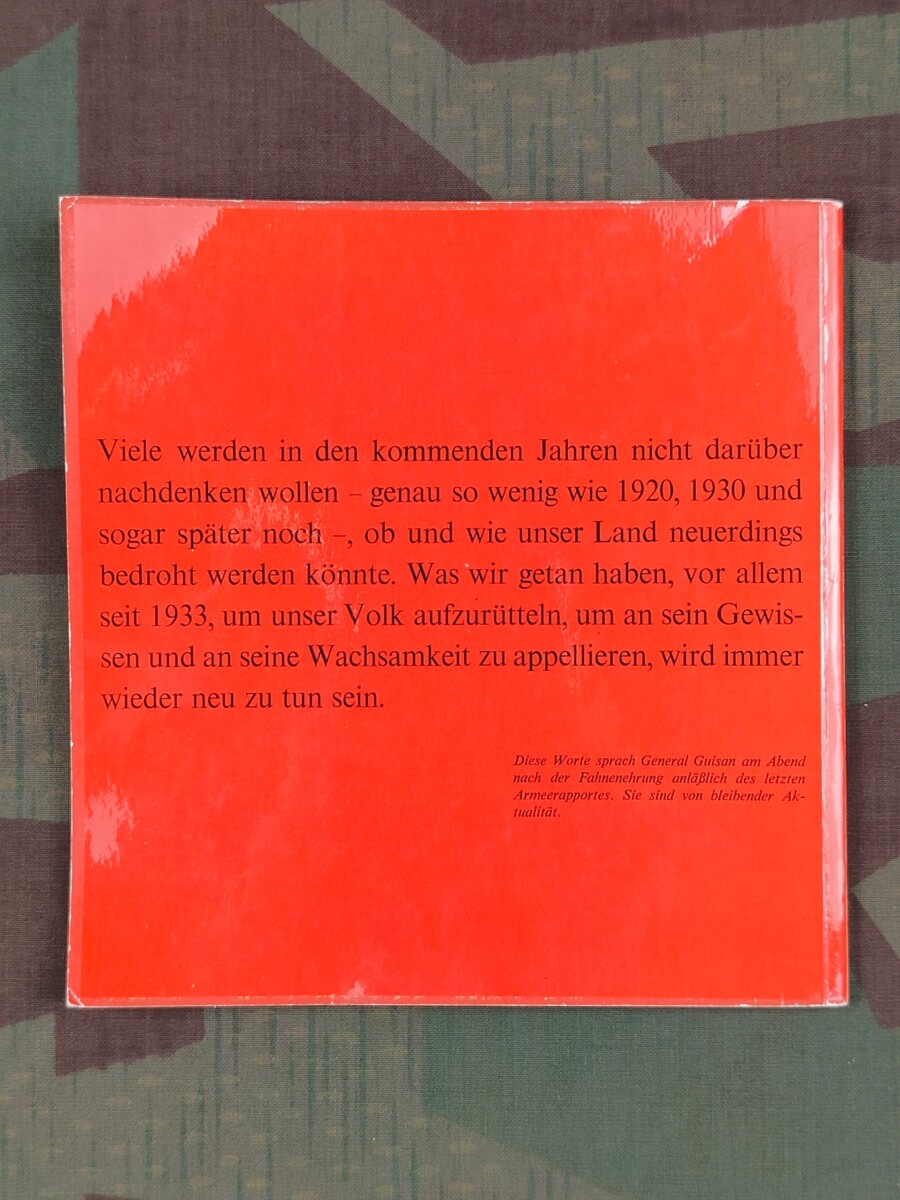 Viele werden in den kommenden Jahren nicht darüber
nachdenken wollen – genau so wenig wie 1920, 1930 und
sogar später noch –, ob und wie unser Land neuerdings
bedroht werden könnte. Was wir getan haben, vor allem
seit 1933, um unser Volk aufzurütteln, um an sein Gewis-
sen und an seine Wachsamkeit zu appellieren, wird immer
wieder neu zu tun sein.
Diese Worte sprach General Guisan am Abend
nach der Fahnenehrung anläßlich des letzten
Armeerapportes. Sie sind von bleibender Ak-
tualität.